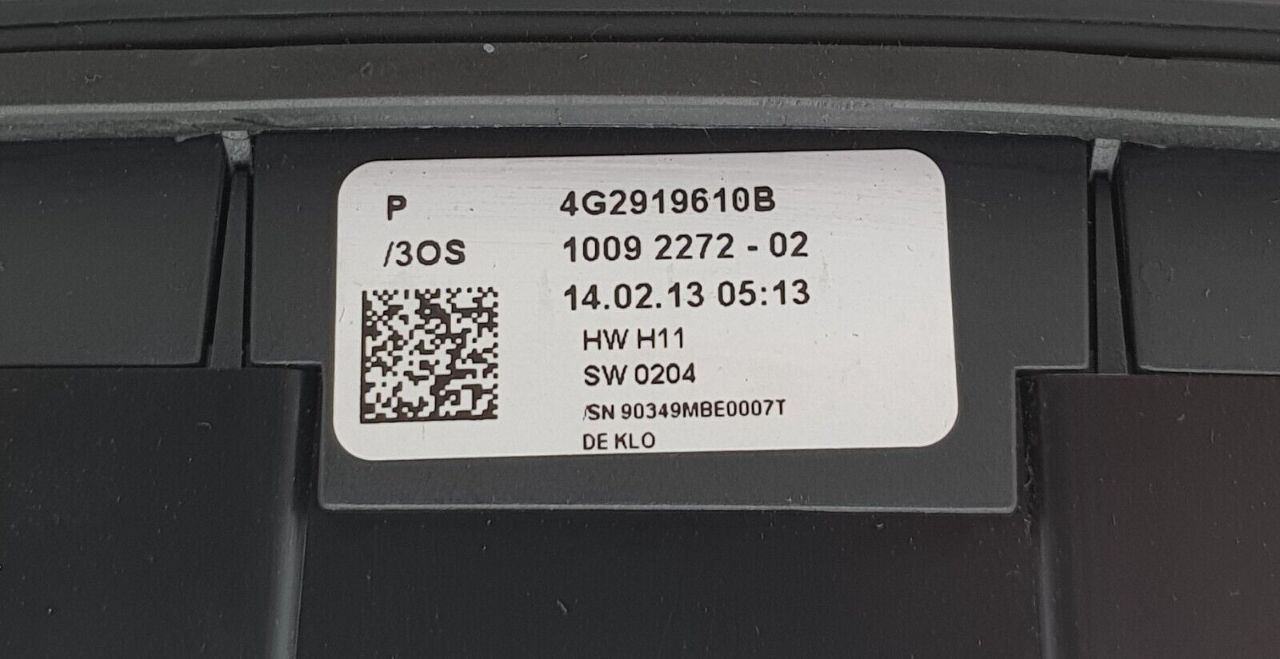 P 4G2919610B
/3OS 1009 2272 - 02
14.02.13 05:13
HW H11
SW 0204
/SN 90349MBE0007T
DE KLO